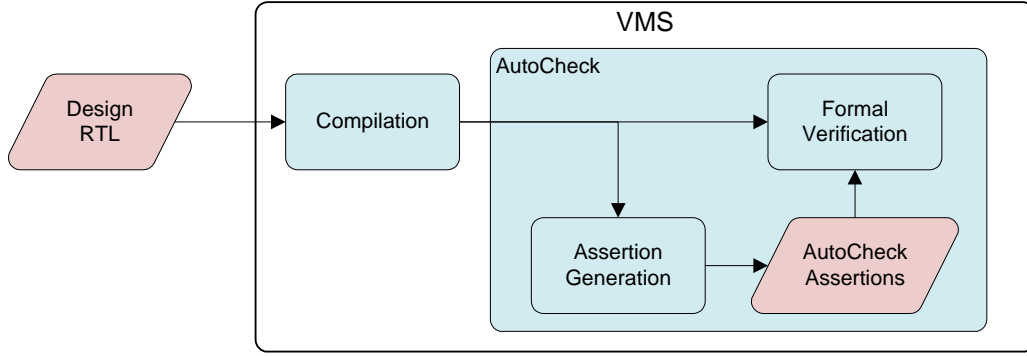 VMS
AutoCheck
Design
RTL
Compilation
Formal
Verification
Assertion
Generation
AutoCheck
Assertions